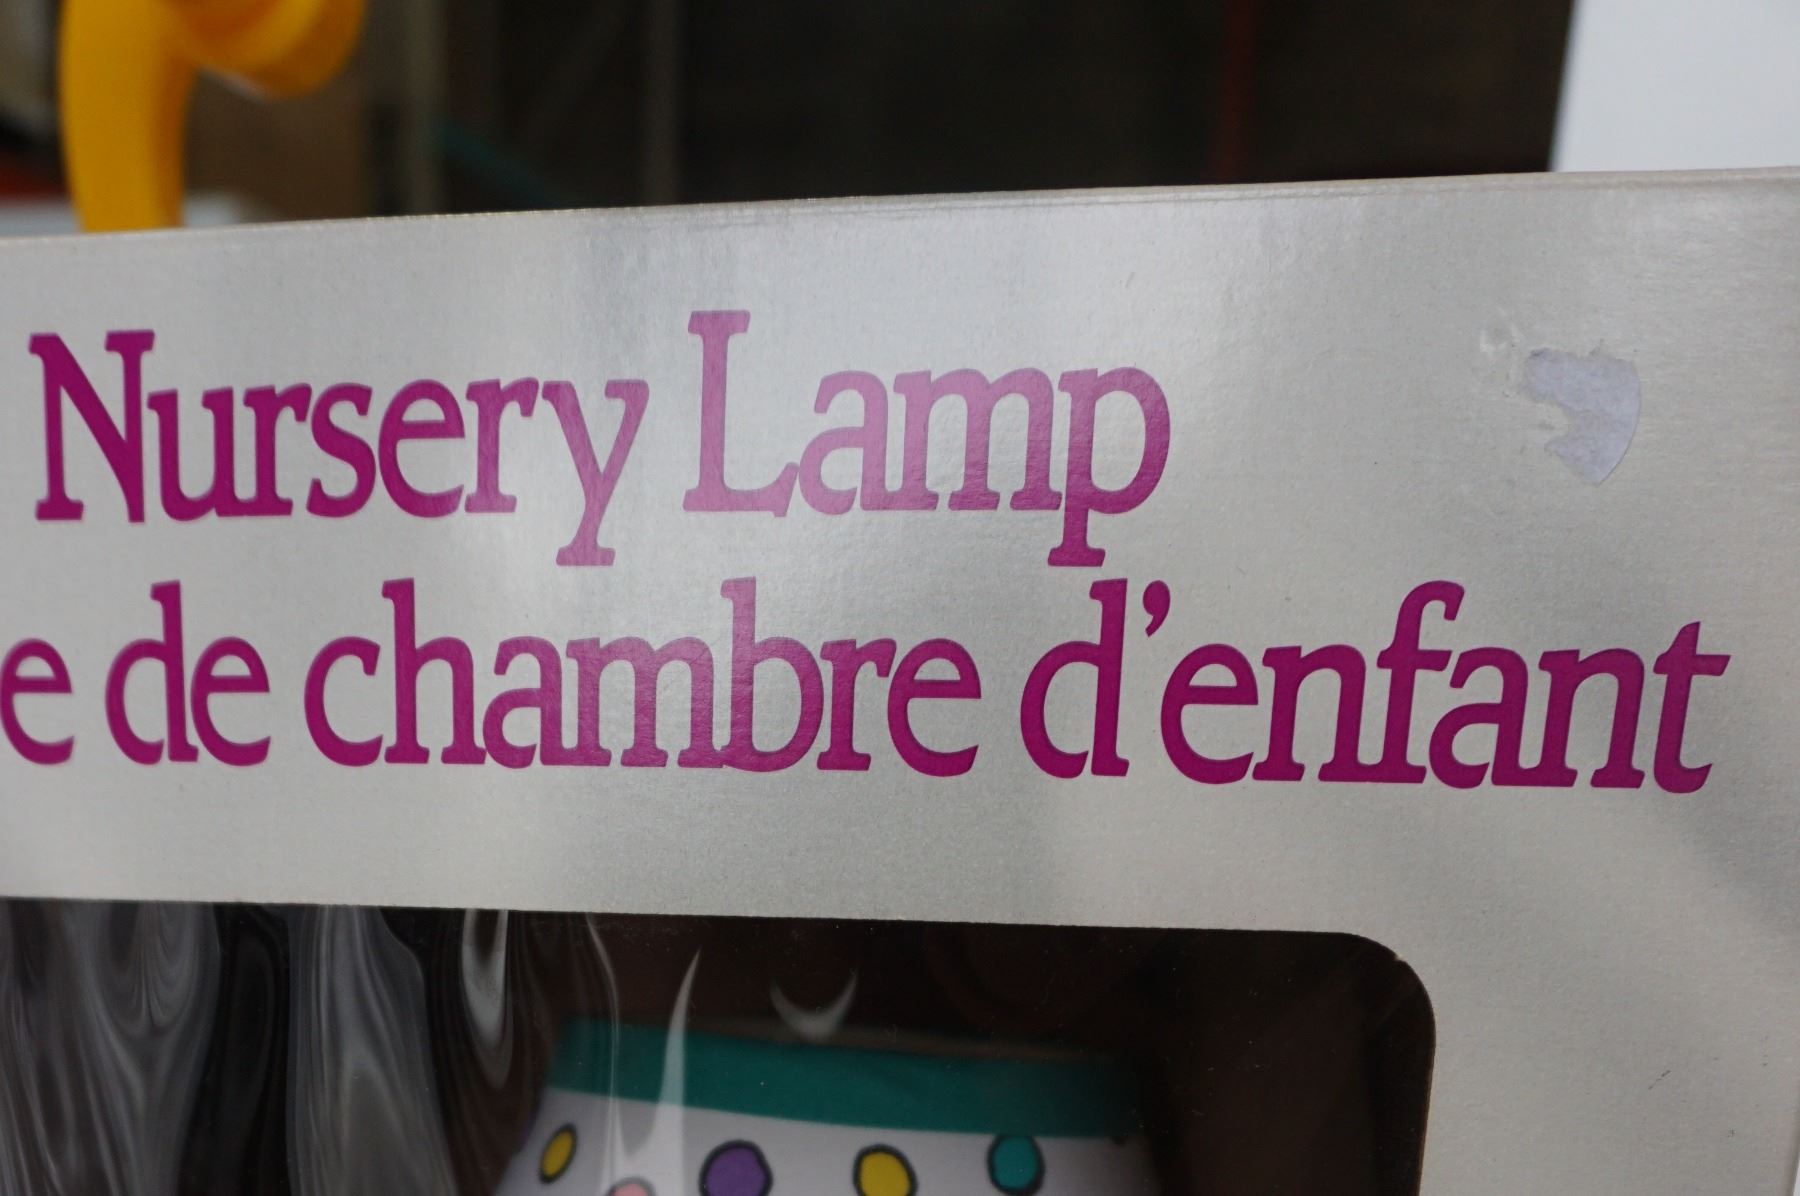 Nursery Lamp
de chambre d'enfant